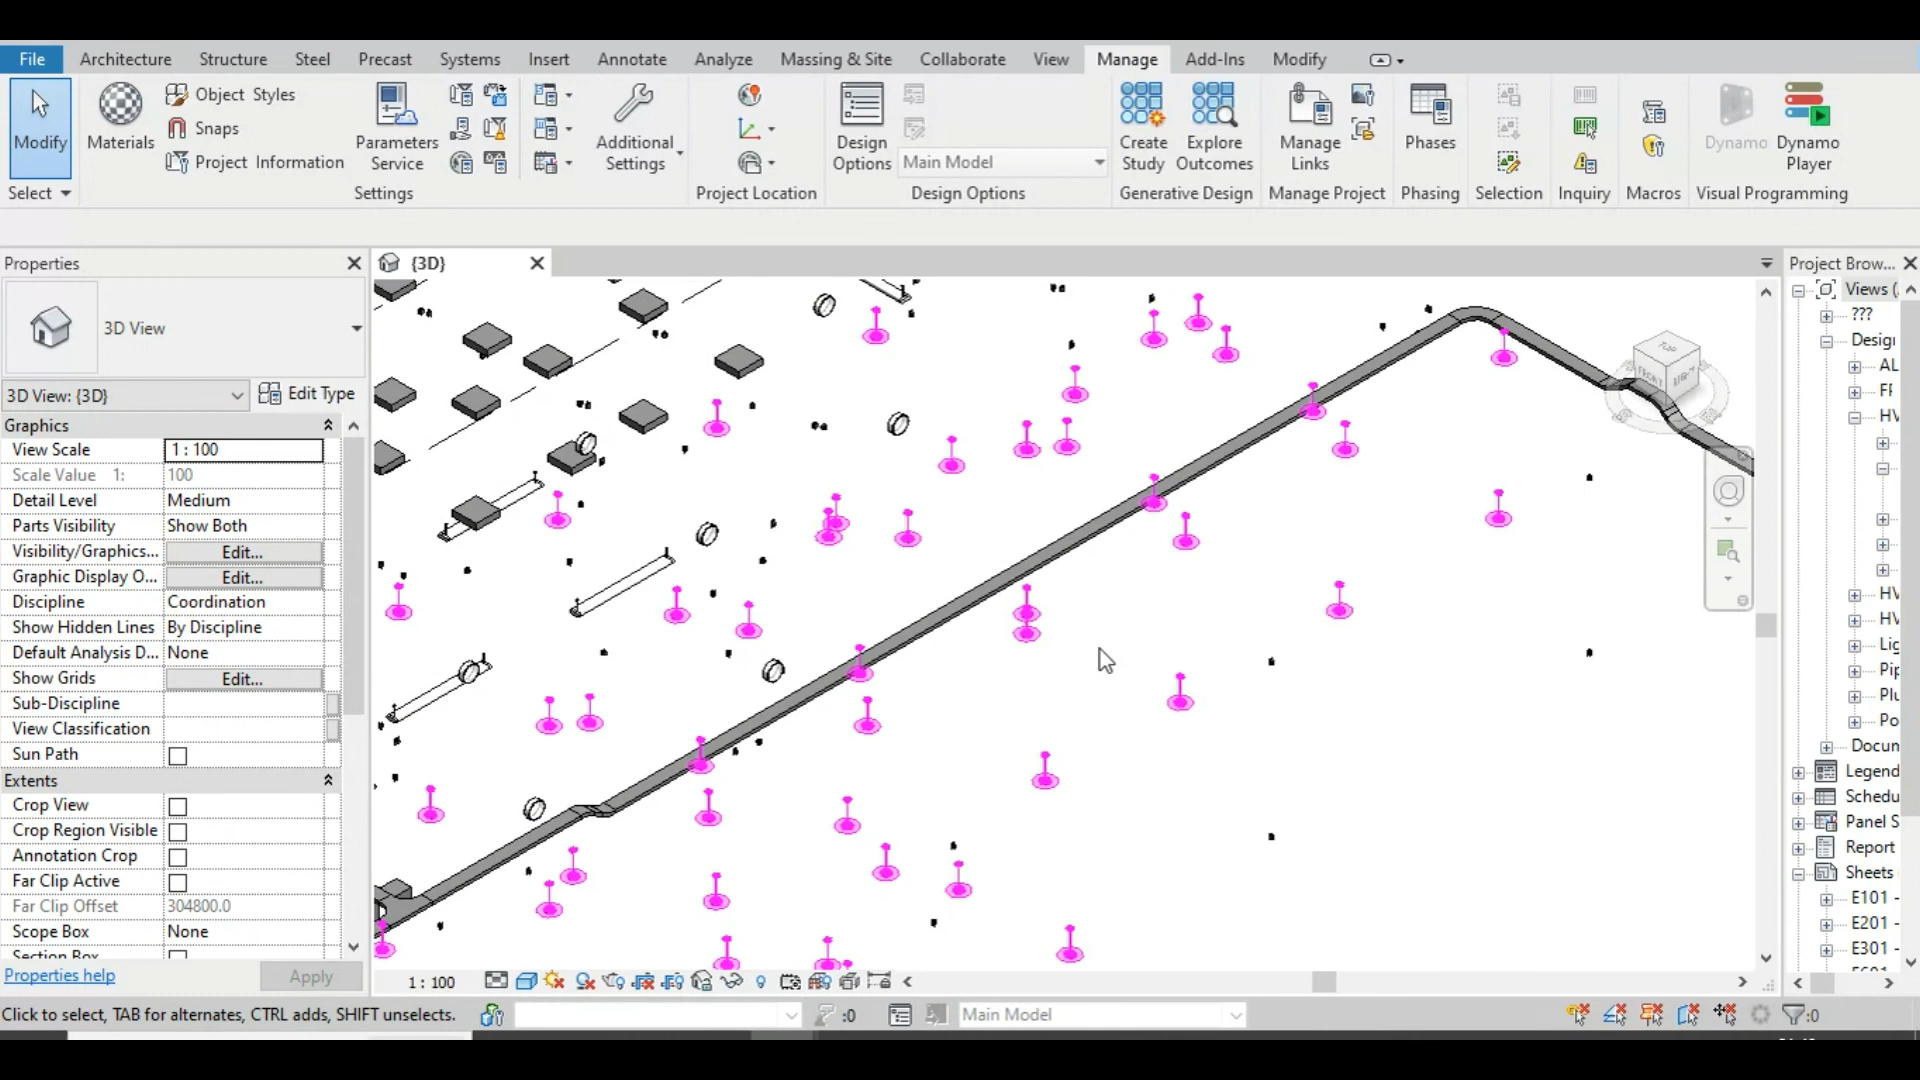 File Architecture Structure Steel Precast Systems Insert Annotate Analyze Massing & Site Collaborate View Manage Add-Ins Modify
Modify
Select
Materials
Object Styles
Snaps
Project Information
Parameters
Service
Settings
Additional
Settings
Project Location
Design
Options
Main Model
Design Options
Create
Study
Explore
Outcomes
Generative Design
Manage
Links
Manage Project
Phases
Phasing
Selection
Inquiry
Macros
Dynamo
Dynamo
Player
Visual Programming
Properties
3D View
3D View: {3D}
Edit Type
Graphics
View Scale 1 : 100
Scale Value 1: 100
Detail Level Medium
Parts Visibility Show Both
Visibility/Graphics... Edit...
Graphic Display O... Edit...
Discipline Coordination
Show Hidden Lines By Discipline
Default Analysis D... None
Show Grids Edit...
Sub-Discipline
View Classification
Sun Path
Extents
Crop View
Crop Region Visible
Annotation Crop
Far Clip Active
Far Clip Offset 304800.0
Scope Box None
Section Box
Properties help
Apply
{3D}
TOP
FRONT
1 : 100
Project Brow...
Views (
???
Design
AL
HV
HV
HV
Lig
Pip
Plu
Po
Docum
Legend
Schedu
Panel S
Report
Sheets
E101 -
E201 -
E301 -
Click to select, TAB for alternates, CTRL adds, SHIFT unselects.
:0
Main Model
:0